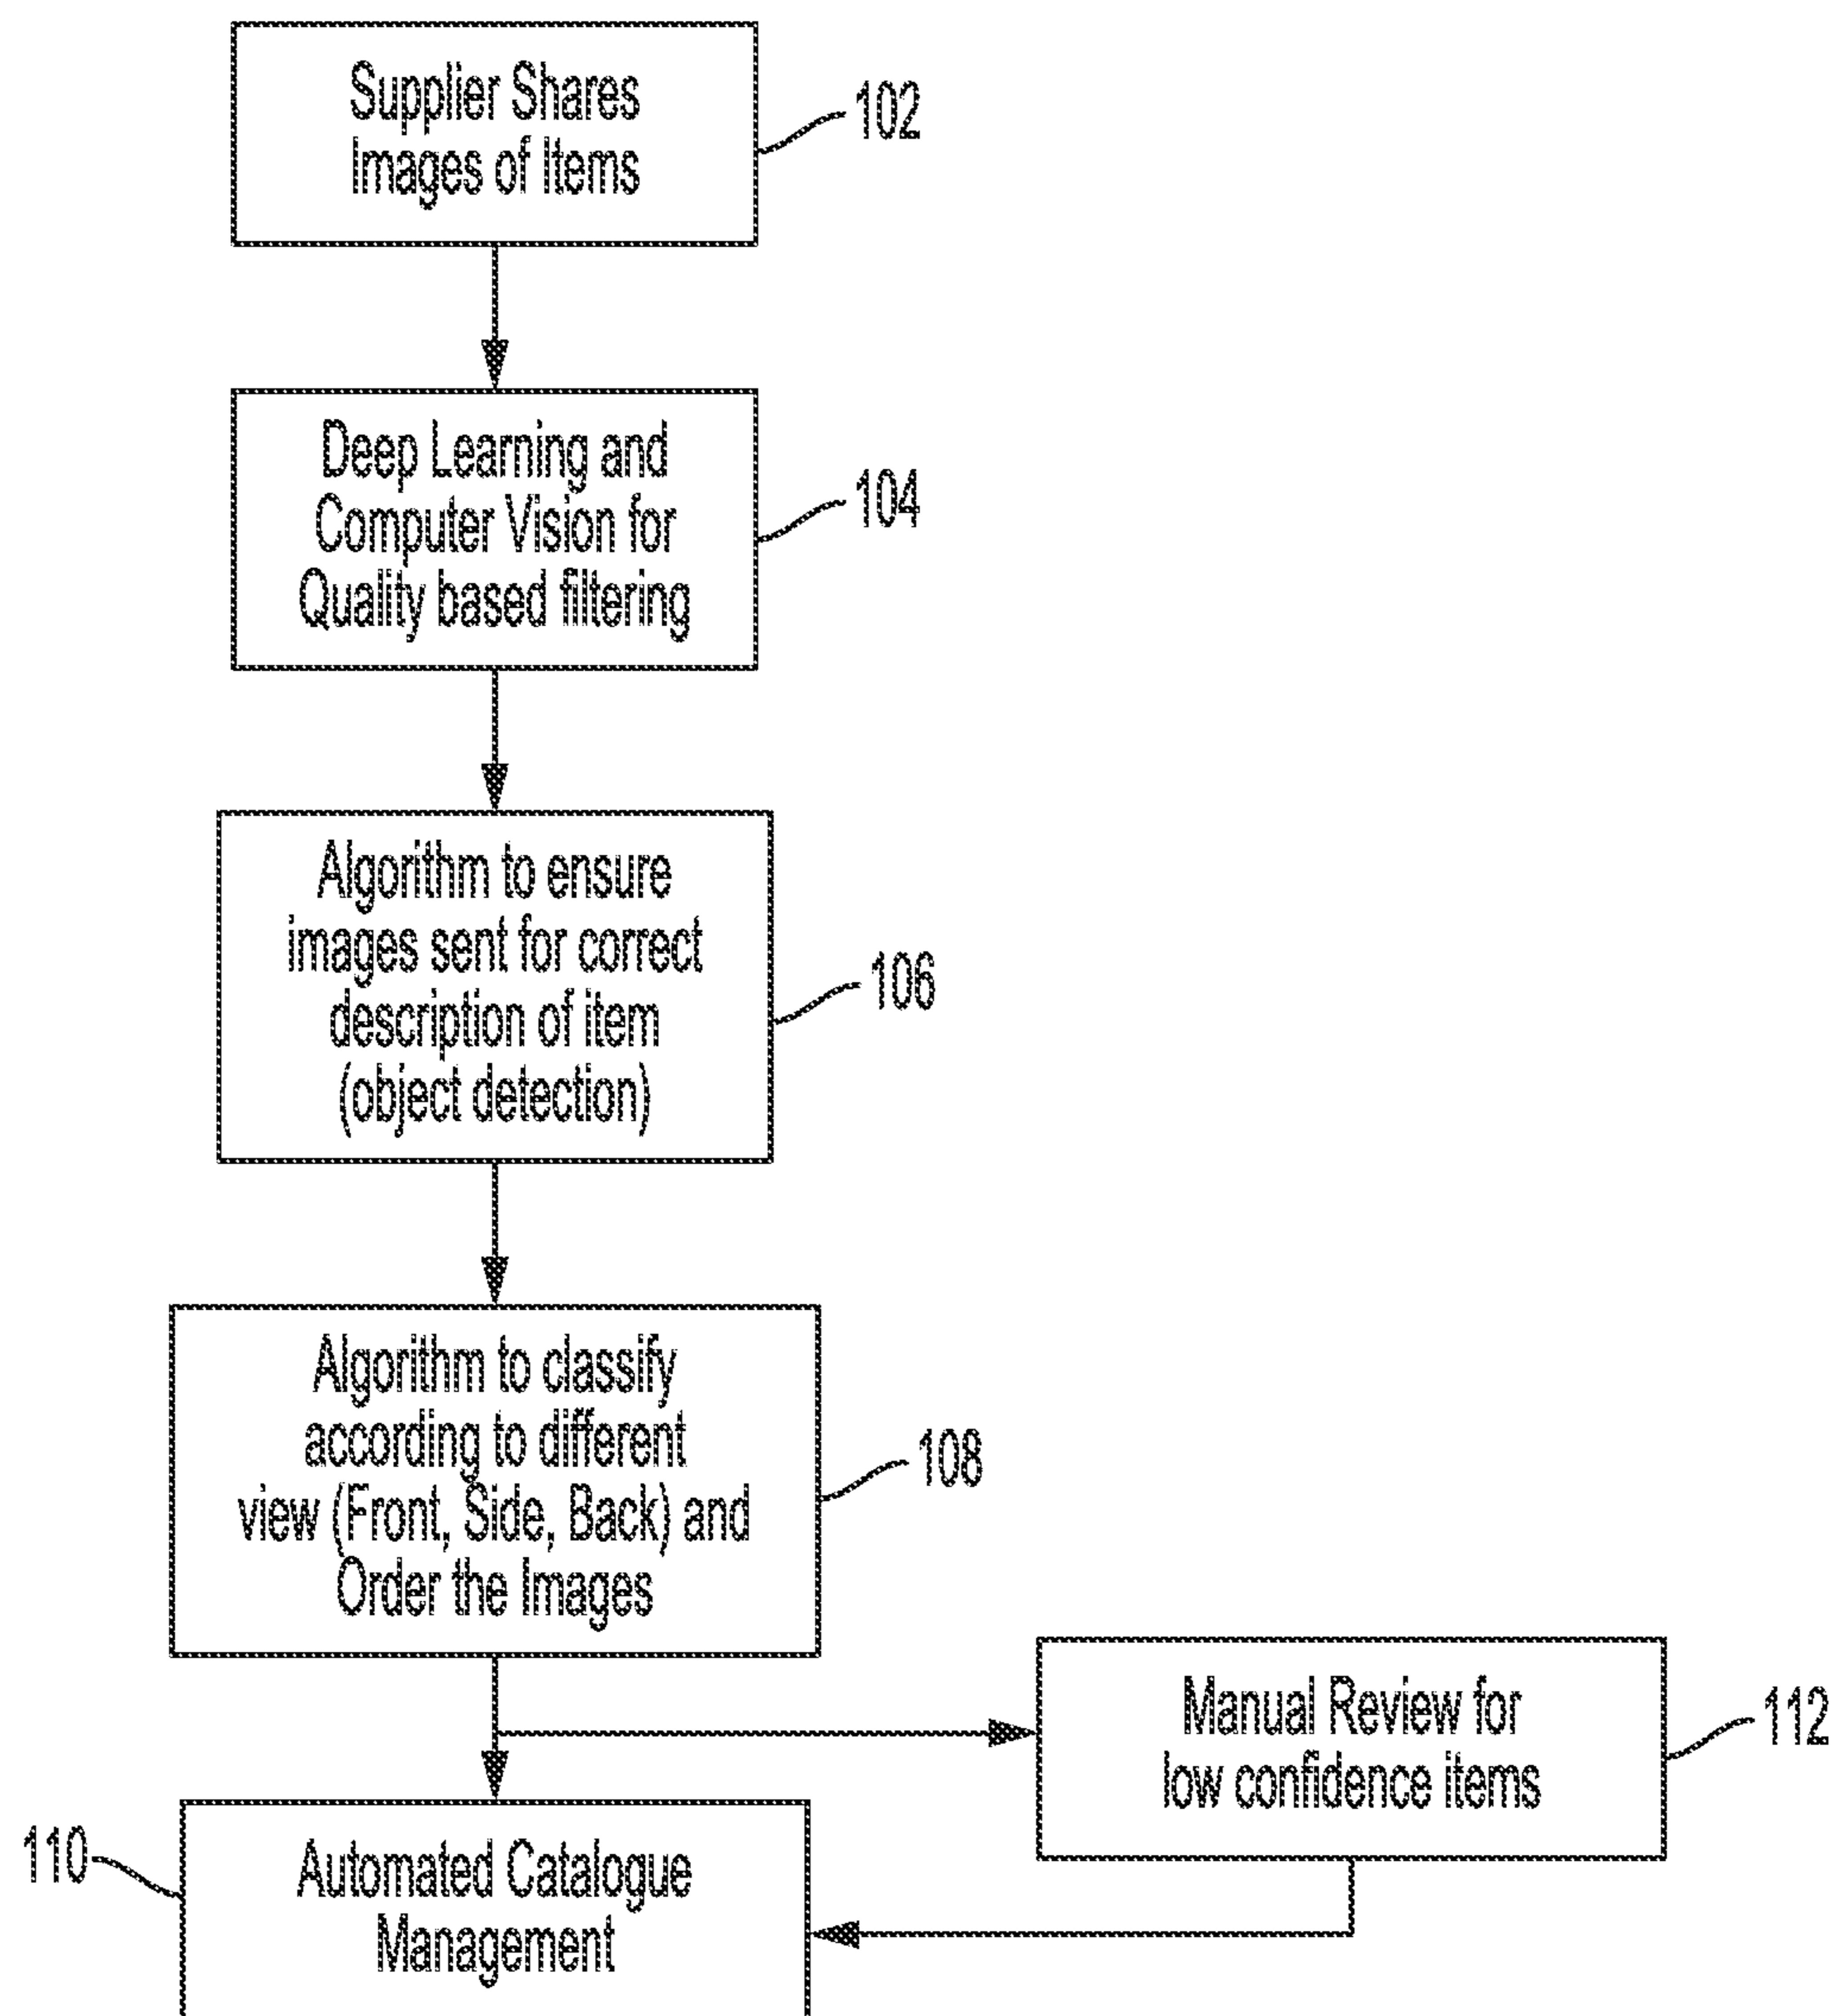 Supplier Shares
Images of Items
102
Deep Learning and
Computer Vision for
Quality based filtering
104
Algorithm to ensure
images sent for correct
description of item
(object detection)
106
Algorithm to classify
according to different
view (Front, Side, Back) and
Order the Images
108
Manual Review for
low confidence items
112
110
Automated Catalogue
Management